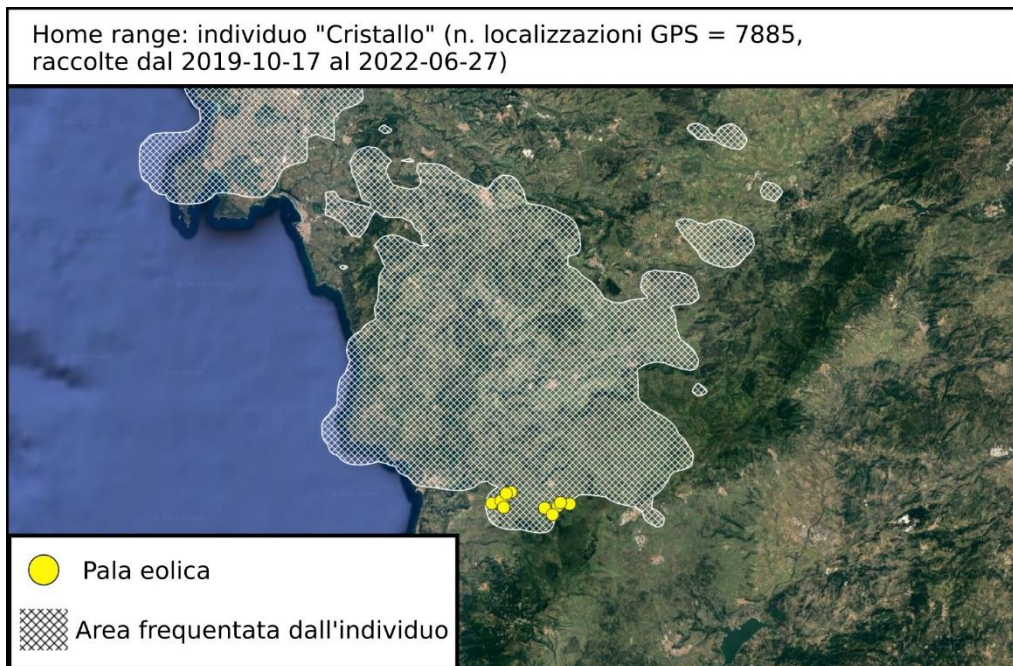 Home range: individuo "Cristallo" (n. localizzazioni GPS = 7885,
raccolte dal 2019-10-17 al 2022-06-27)
Pala eolica
Area frequentata dall'individuo